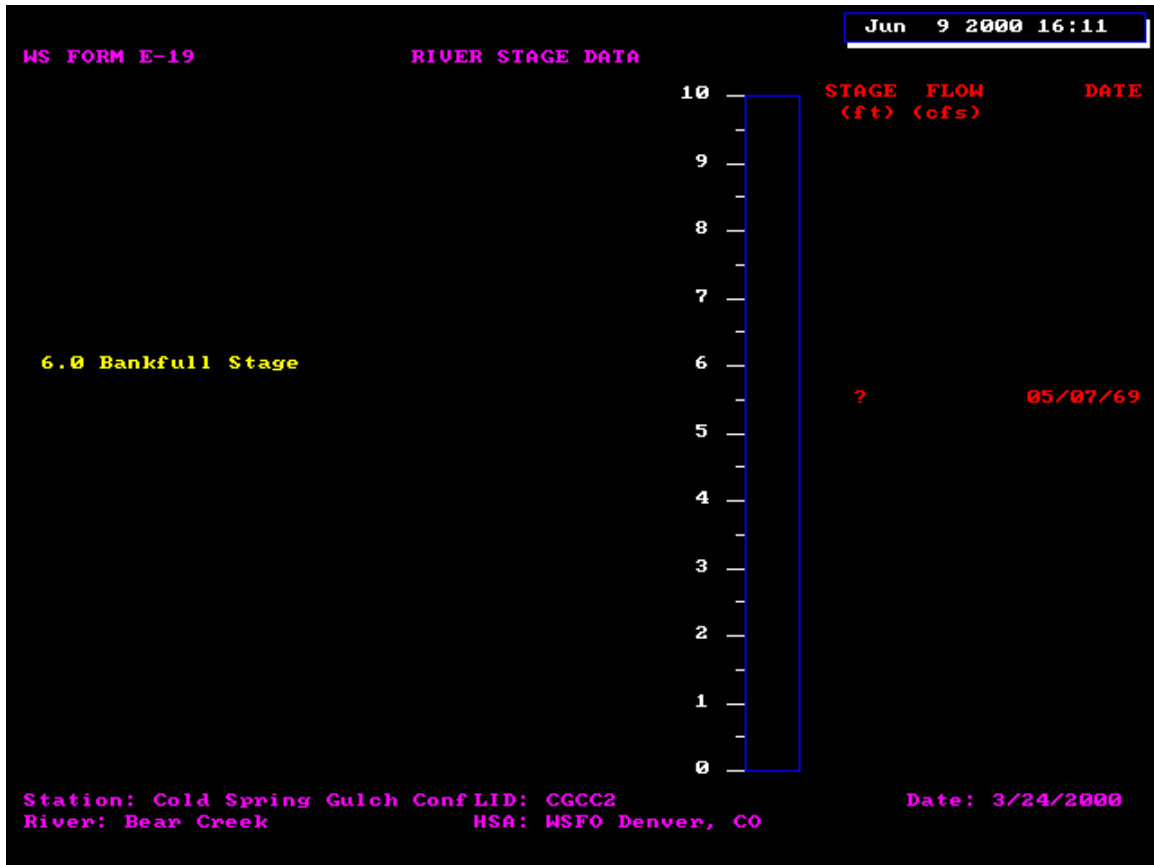 Jun  9 2000 16:11
WS FORM E-19 RIVER STAGE DATA
10 STAGE FLOW DATE
(ft) (cfs)
9
8
7
6.0 Bankfull Stage 6
? 05/07/69
5
4
3
2
1
0
Station: Cold Spring Gulch Conf LID: CGCC2 Date: 3/24/2000
River: Bear Creek HSA: WSFO Denver, CO